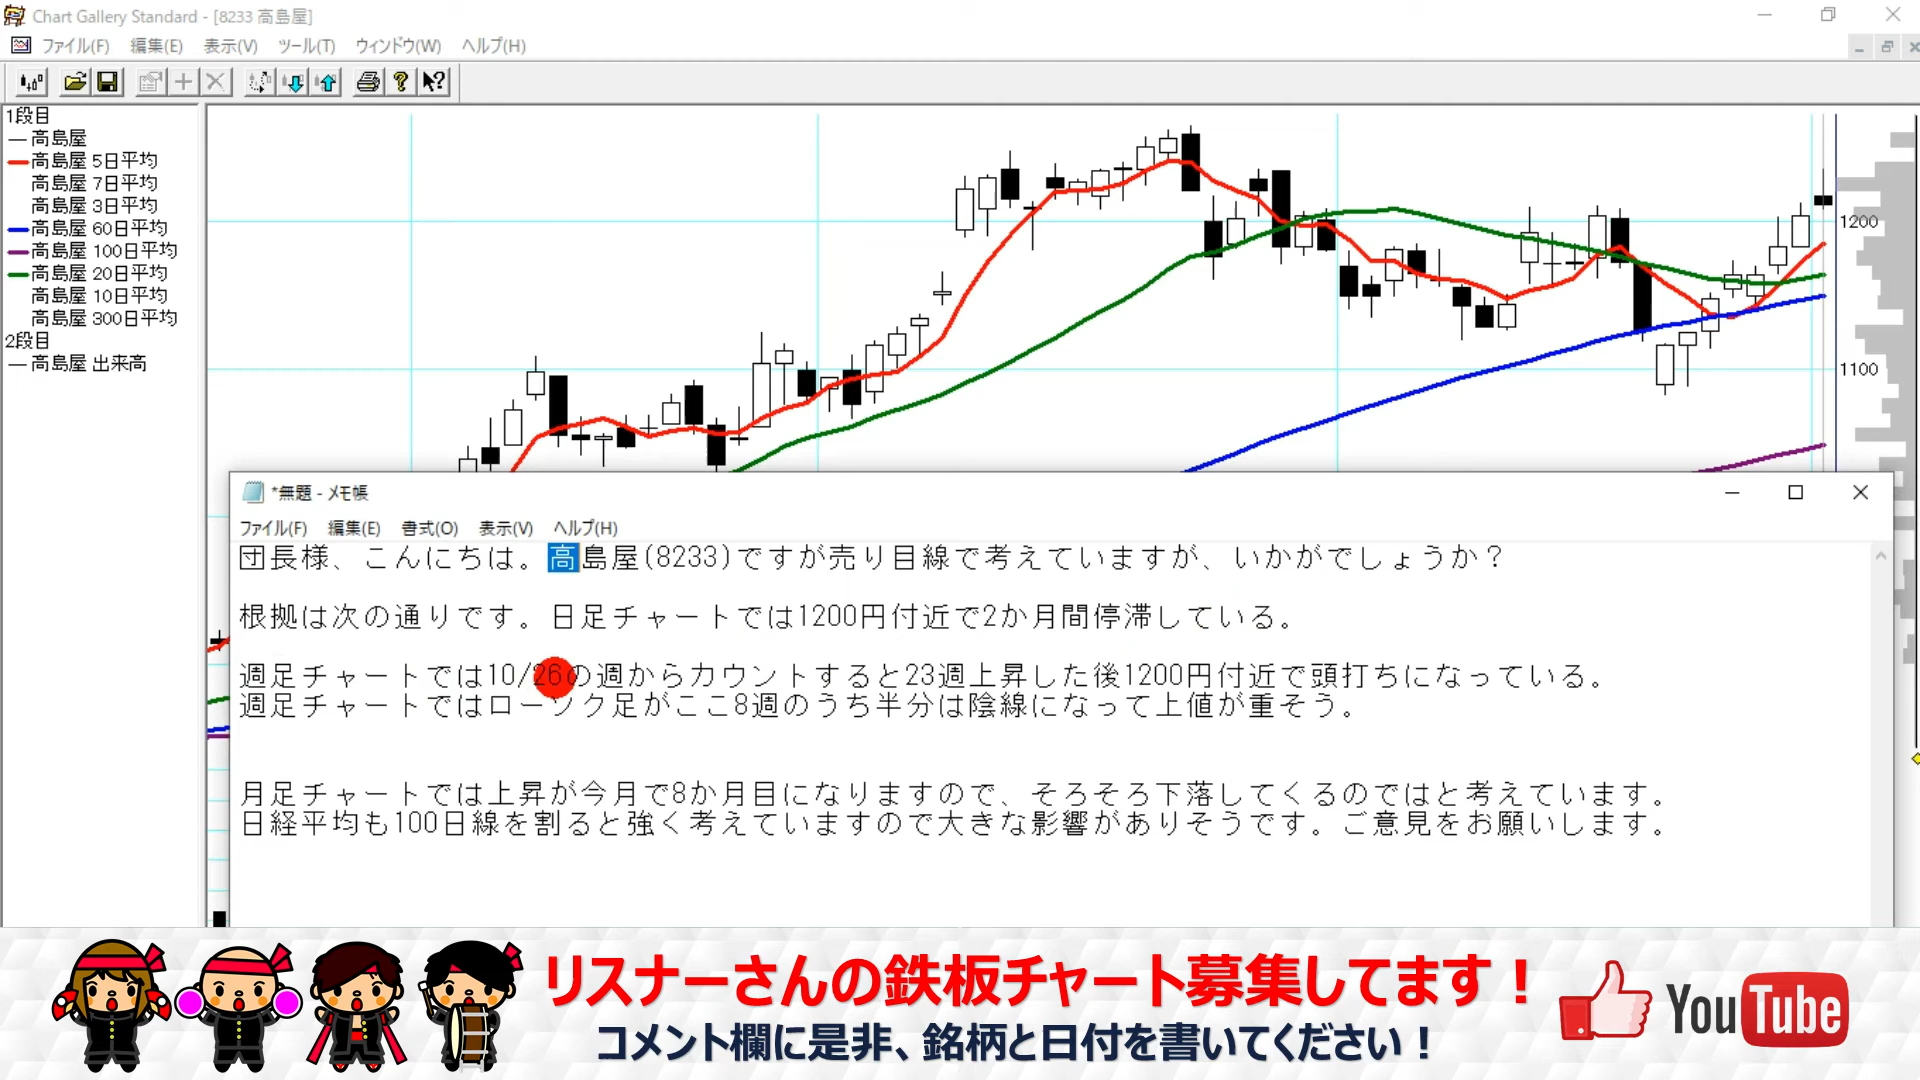 Chart Gallery Standard - [8233 高島屋]
ファイル(F) 編集(E) 表示(V) ツール(T) ウィンドウ(W) ヘルプ(H)
1段目
高島屋
高島屋 5日平均
高島屋 7日平均
高島屋 3日平均
高島屋 60日平均
高島屋 100日平均
高島屋 20日平均
高島屋 10日平均
高島屋 300日平均
2段目
高島屋 出来高
1200
1100
*無題 - メモ帳
ファイル(F) 編集(E) 書式(O) 表示(V) ヘルプ(H)
団長様、こんにちは。高島屋(8233)ですが売り目線で考えていますが、いかがでしょうか？
根拠は次の通りです。日足チャートでは1200円付近で2か月間停滞している。
週足チャートでは10/26の週からカウントすると23週上昇した後1200円付近で頭打ちになっている。
週足チャートではローソク足がここ8週のうち半分は陰線になって上値が重そう。
月足チャートでは上昇が今月で8か月目になりますので、そろそろ下落してくるのではと考えています。
日経平均も100日線を割ると強く考えていますので大きな影響がありそうです。ご意見をお願いします。
リスナーさんの鉄板チャート募集してます！
コメント欄に是非、銘柄と日付を書いてください！
YouTube